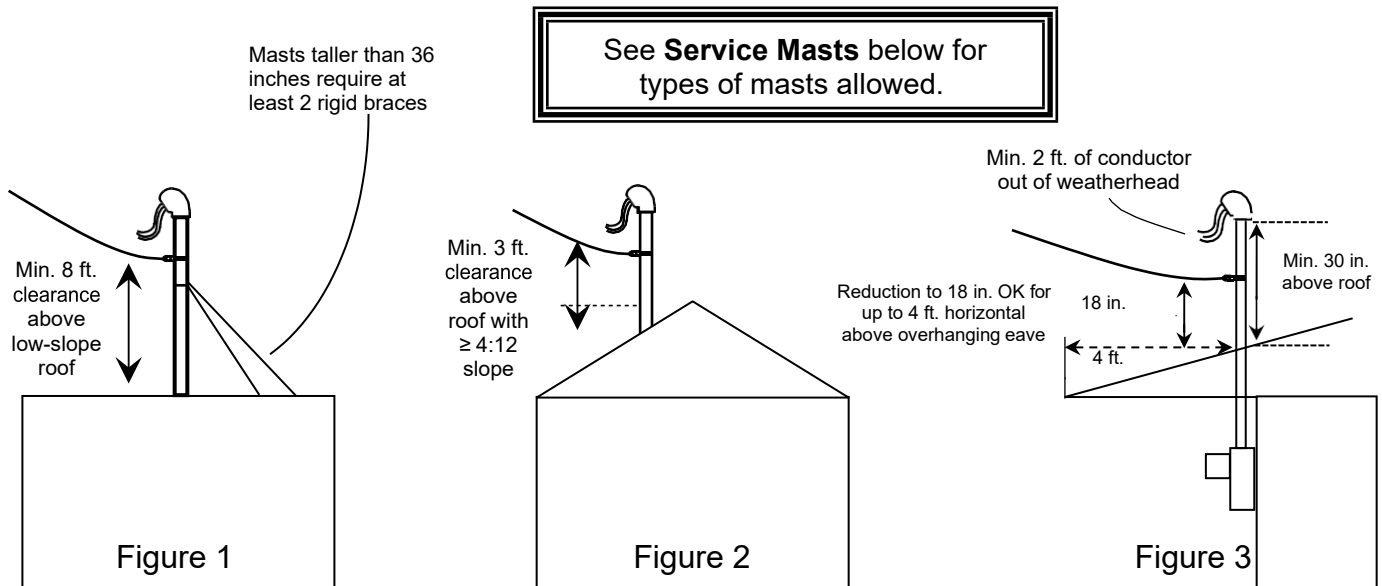 Masts taller than 36
inches require at
least 2 rigid braces
See Service Masts below for
types of masts allowed.
Min. 8 ft.
clearance
above
low-slope
roof
Figure 1
Min. 3 ft.
clearance
above
roof with
≥ 4:12
slope
Figure 2
Min. 2 ft. of conductor
out of weatherhead
Reduction to 18 in. OK for
up to 4 ft. horizontal
above overhanging eave
18 in.
4 ft.
Min. 30 in.
above roof
Figure 3